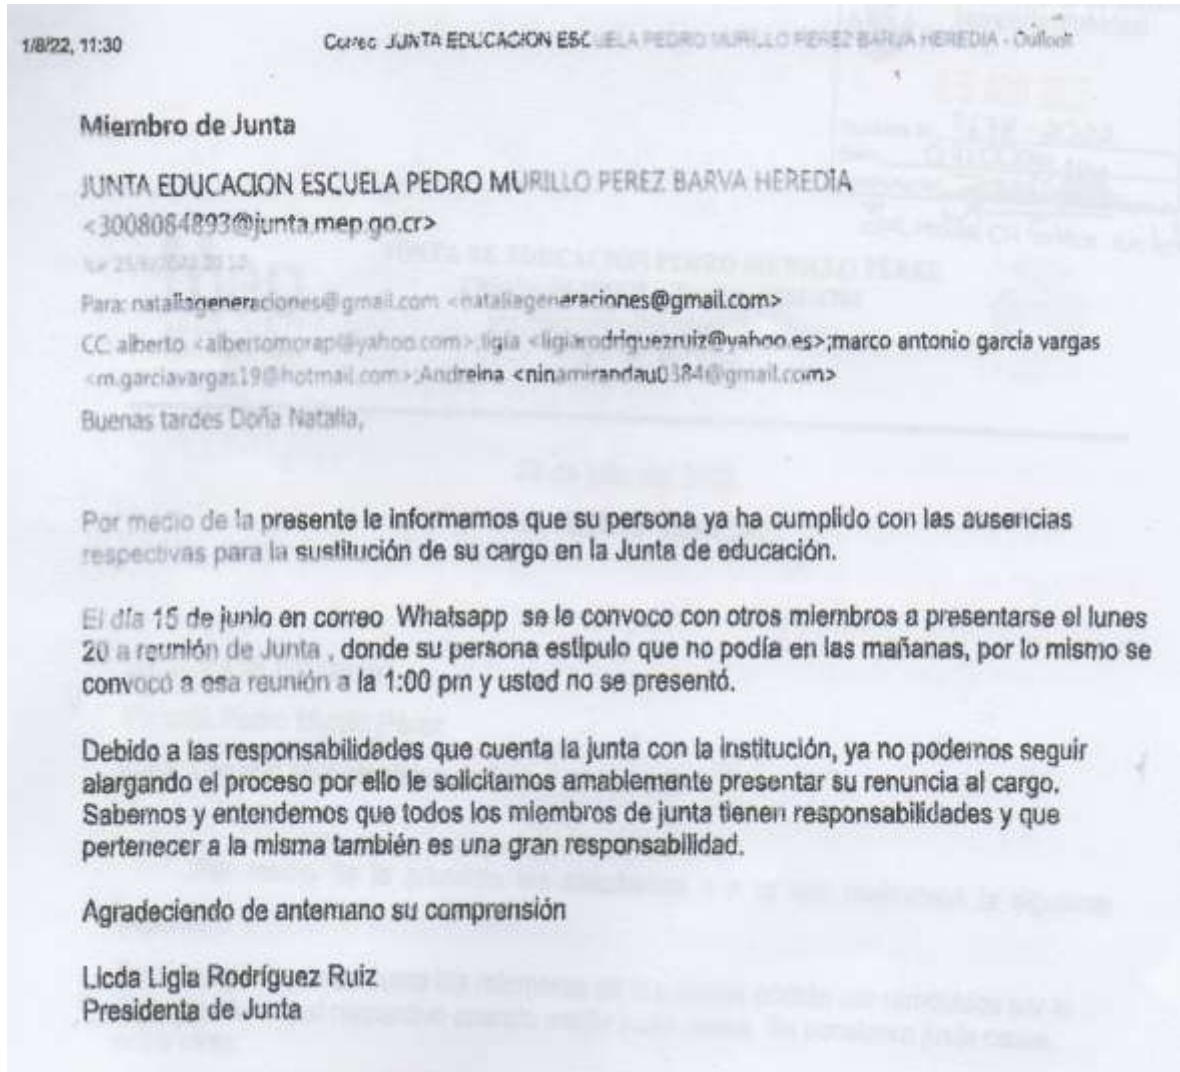 1/8/22, 11:30
Correo: JUNTA EDUCACION ESCUELA PEDRO MURILLO PEREZ BARVA HEREDIA - Outlook
Miembro de Junta
JUNTA EDUCACION ESCUELA PEDRO MURILLO PEREZ BARVA HEREDIA
<3008084893@junta.mep.go.cr>
Para: nataliageneraciones@gmail.com <nataliageneraciones@gmail.com>
CC: alberto <albertomorap@yahoo.com>;ligia <ligiarodriguezruiz@yahoo.es>;marco antonio garcia vargas
<m.garciavargas19@hotmail.com>;Andreina <ninamirandau0384@gmail.com>
Buenas tardes Doña Natalia,
Por medio de la presente le informamos que su persona ya ha cumplido con las ausencias
respectivas para la sustitución de su cargo en la Junta de educación.
El día 15 de junio en correo Whatsapp se le convoco con otros miembros a presentarse el lunes
20 a reunión de Junta , donde su persona estipulo que no podía en las mañanas, por lo mismo se
convocó a esa reunión a la 1:00 pm y usted no se presentó.
Debido a las responsabilidades que cuenta la junta con la institución, ya no podemos seguir
alargando el proceso por ello le solicitamos amablemente presentar su renuncia al cargo.
Sabemos y entendemos que todos los miembros de junta tienen responsabilidades y que
pertenecer a la misma también es una gran responsabilidad.
Agradeciendo de antemano su comprensión
Licda Ligia Rodríguez Ruiz
Presidenta de Junta